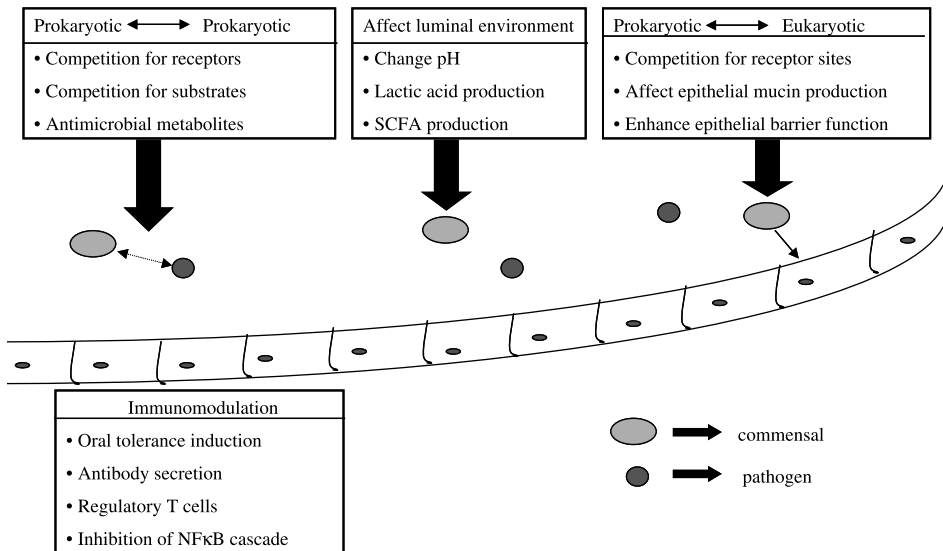 Prokaryotic Prokaryotic
• Competition for receptors
• Competition for substrates
• Antimicrobial metabolites
Affect luminal environment
• Change pH
• Lactic acid production
• SCFA production
Prokaryotic Eukaryotic
• Competition for receptor sites
• Affect epithelial mucin production
• Enhance epithelial barrier function
Immunomodulation
• Oral tolerance induction
• Antibody secretion
• Regulatory T cells
• Inhibition of NFκB cascade
commensal
pathogen